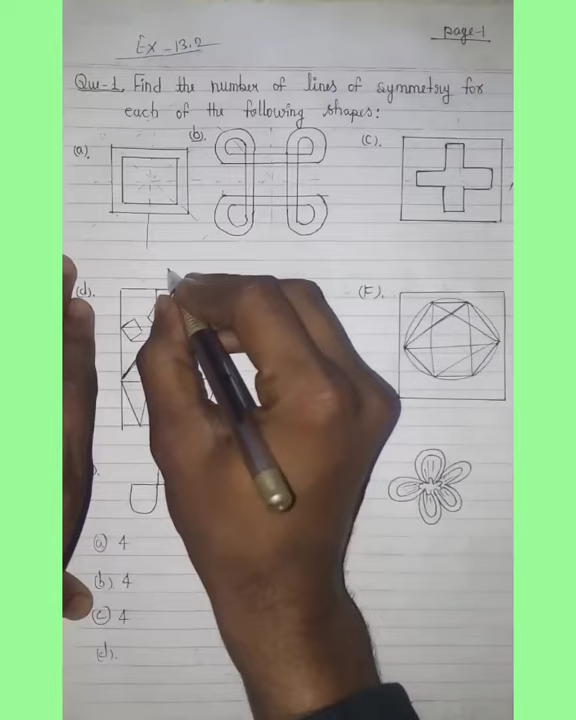 page-1
Ex - 13.2
Que-1. Find the number of lines of symmetry for
each of the following shapes:
(a). (b). (C).
(d). (F).
(a) 4
(b) 4
(c) 4
(d).